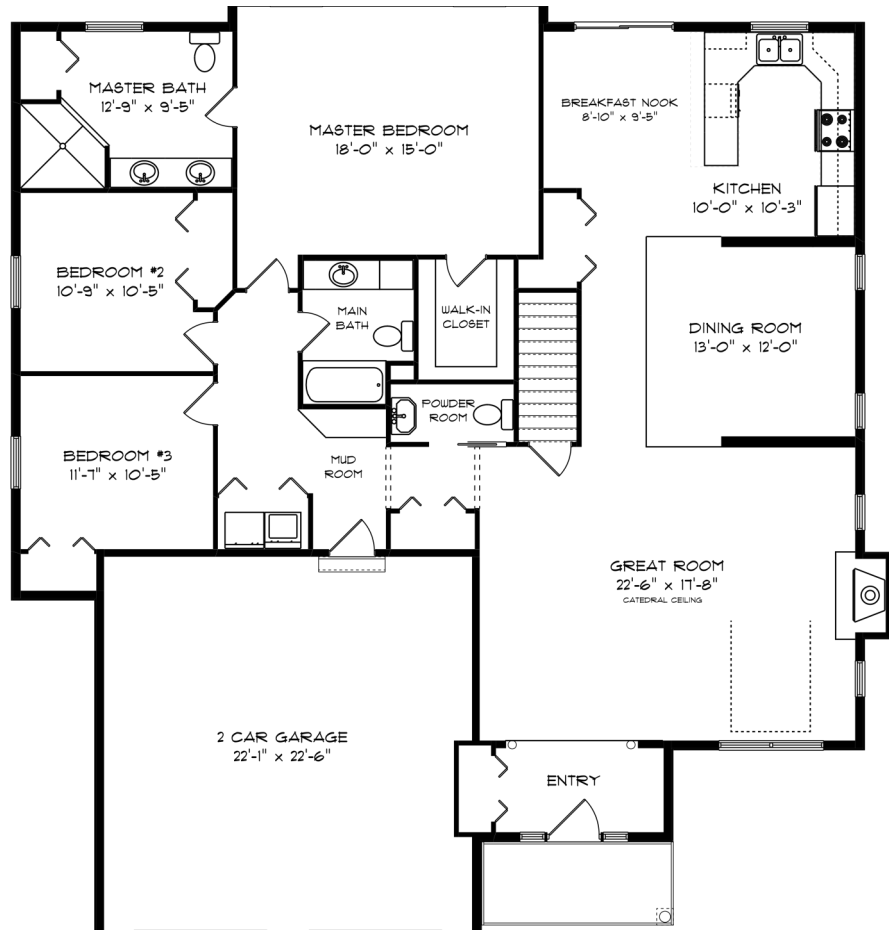 MASTER BATH
12'-9" x 9'-5"
MASTER BEDROOM
18'-0" x 15'-0"
BREAKFAST NOOK
8'-10" x 9'-5"
KITCHEN
10'-0" x 10'-3"
BEDROOM #2
10'-9" x 10'-5"
MAIN
BATH
WALK-IN
CLOSET
DINING ROOM
13'-0" x 12'-0"
POWDER
ROOM
BEDROOM #3
11'-7" x 10'-5"
MUD
ROOM
GREAT ROOM
22'-6" x 17'-8"
CATEDRAL CEILING
2 CAR GARAGE
22'-1" x 22'-6"
ENTRY